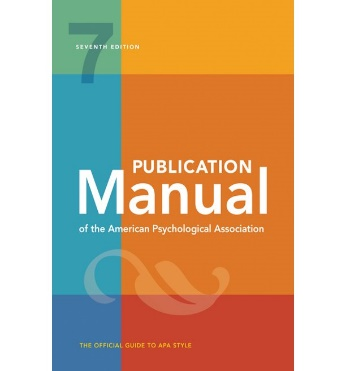 7
SEVENTH EDITION
PUBLICATION
Manual
of the American Psychological Association
THE OFFICIAL GUIDE TO APA STYLE